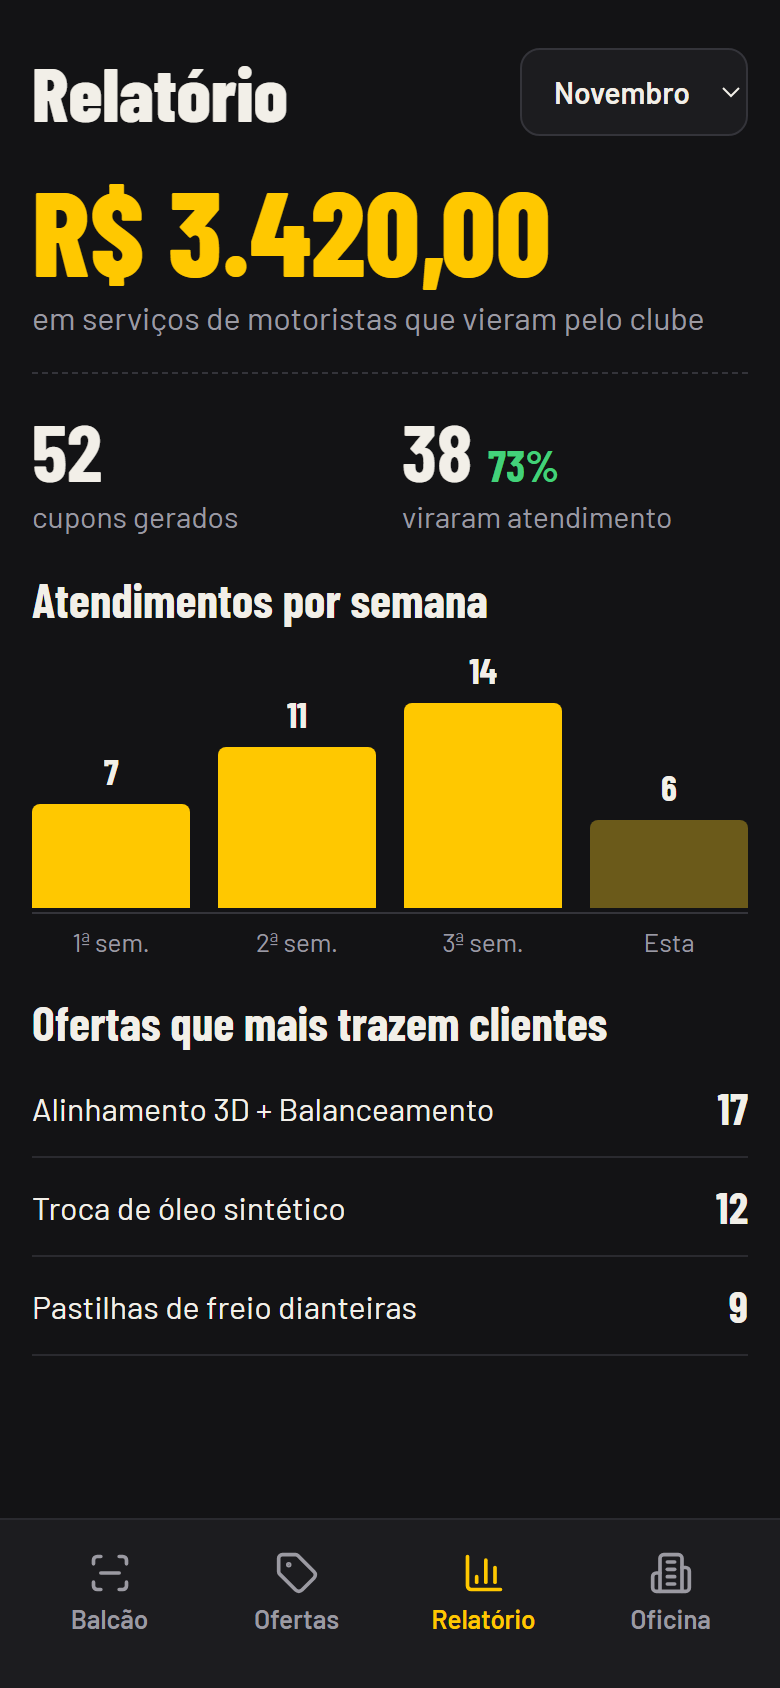 Relatório
Novembro
R$ 3.420,00
em serviços de motoristas que vieram pelo clube
52
cupons gerados
38 73%
viraram atendimento
Atendimentos por semana
7
11
14
6
1ª sem.
2ª sem.
3ª sem.
Esta
Ofertas que mais trazem clientes
Alinhamento 3D + Balanceamento 17
Troca de óleo sintético 12
Pastilhas de freio dianteiras 9
Balcão
Ofertas
Relatório
Oficina